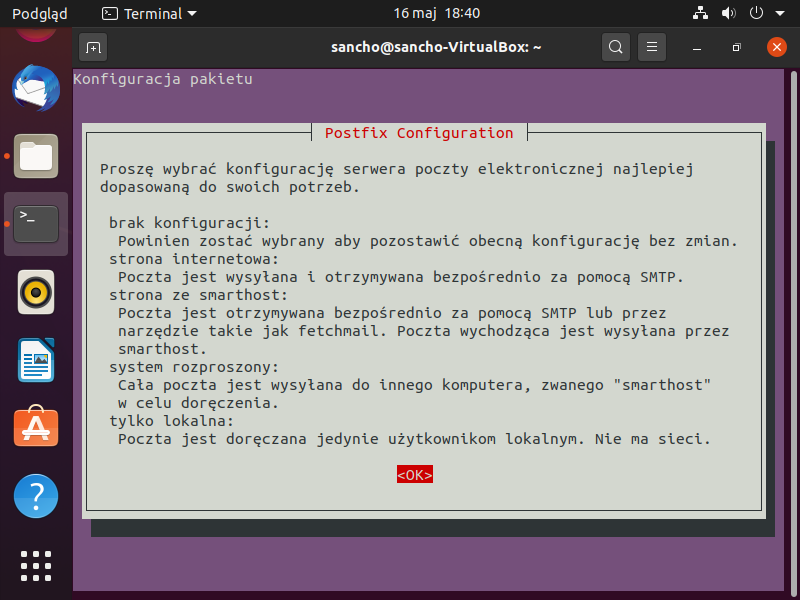 Podgląd
Terminal
16 maj 18:40
sancho@sancho-VirtualBox: ~
Konfiguracja pakietu
Postfix Configuration
Proszę wybrać konfigurację serwera poczty elektronicznej najlepiej
dopasowaną do swoich potrzeb.
brak konfiguracji:
Powinien zostać wybrany aby pozostawić obecną konfigurację bez zmian.
strona internetowa:
Poczta jest wysyłana i otrzymywana bezpośrednio za pomocą SMTP.
strona ze smarthost:
Poczta jest otrzymywana bezpośrednio za pomocą SMTP lub przez
narzędzie takie jak fetchmail. Poczta wychodząca jest wysyłana przez
smarthost.
system rozproszony:
Cała poczta jest wysyłana do innego komputera, zwanego "smarthost"
w celu doręczenia.
tylko lokalna:
Poczta jest doręczana jedynie użytkownikom lokalnym. Nie ma sieci.
<OK>